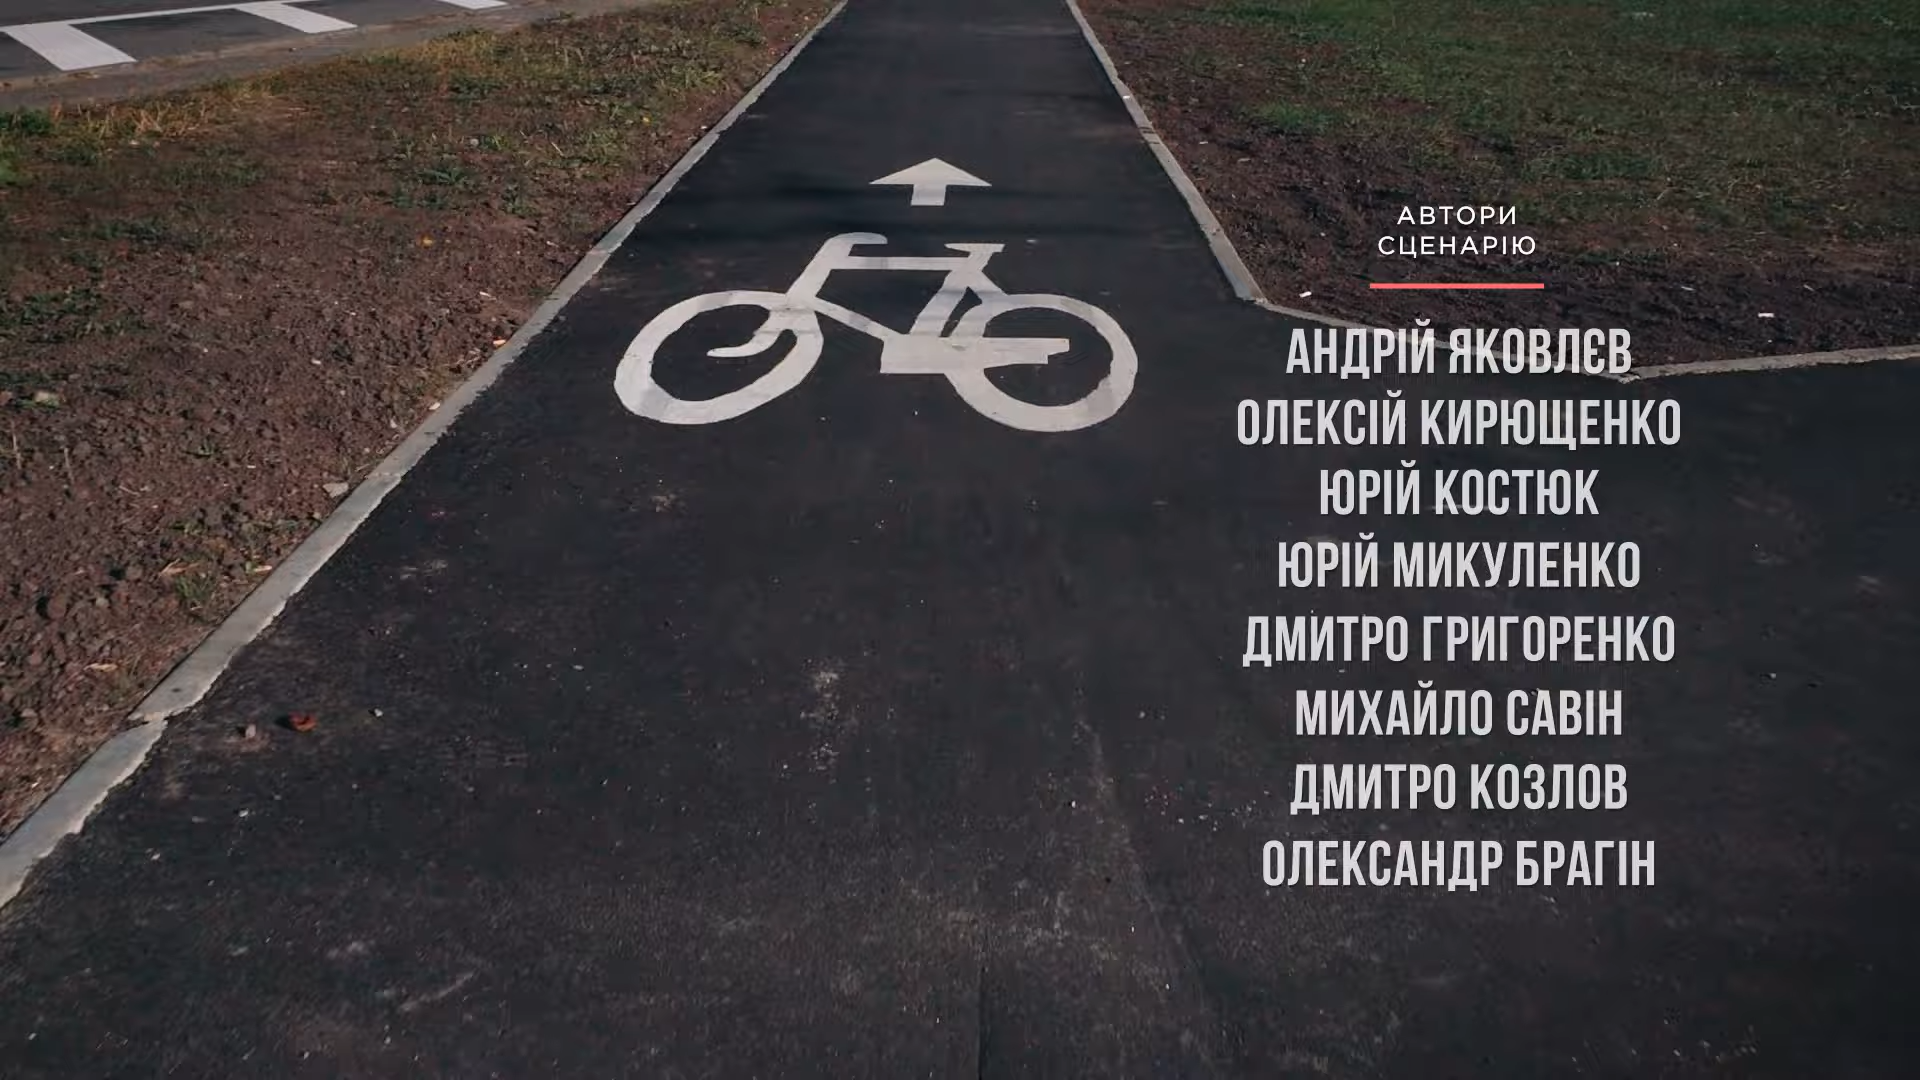 АВТОРИ
СЦЕНАРІЮ
АНДРІЙ ЯКОВЛЄВ
ОЛЕКСІЙ КИРЮЩЕНКО
ЮРІЙ КОСТЮК
ЮРІЙ МИКУЛЕНКО
ДМИТРО ГРИГОРЕНКО
МИХАЙЛО САВІН
ДМИТРО КОЗЛОВ
ОЛЕКСАНДР БРАГІН